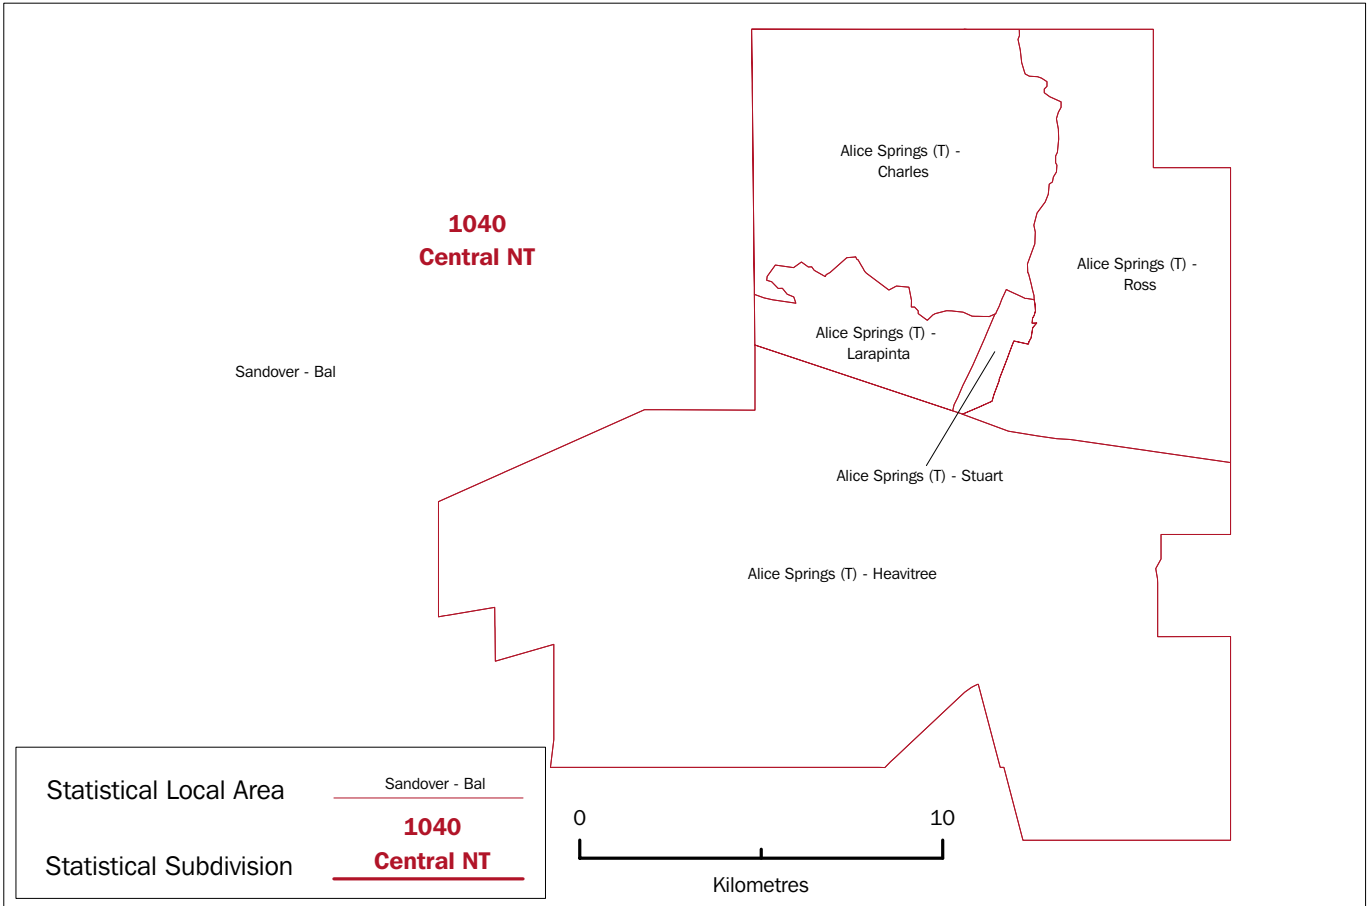 Alice Springs (T) -
Charles
1040
Central NT
Alice Springs (T) -
Ross
Alice Springs (T) -
Larapinta
Sandover - Bal
Alice Springs (T) - Stuart
Alice Springs (T) - Heavitree
Statistical Local Area
Sandover - Bal
1040
Central NT
Statistical Subdivision
0
10
Kilometres